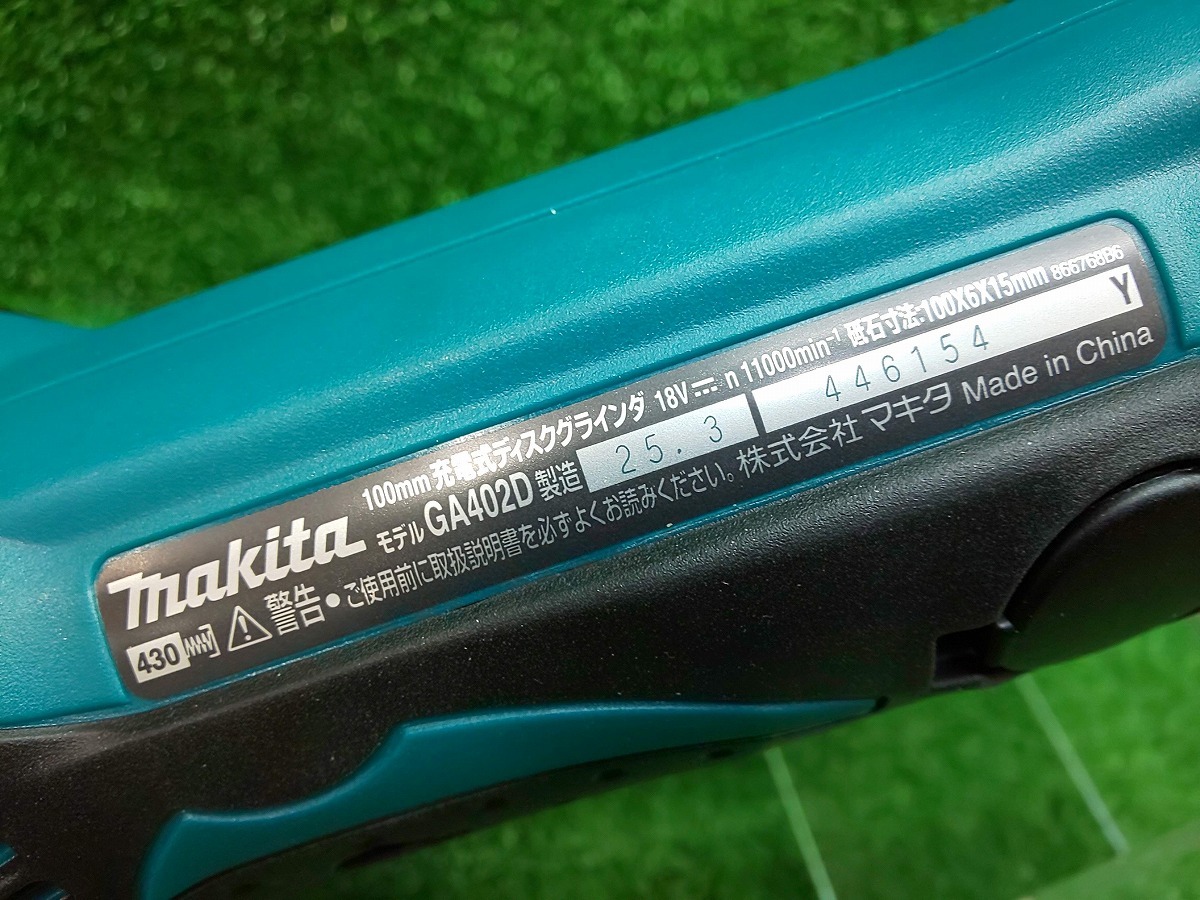 makita
100mm 充電式ディスクグラインダ 18V n 11000min⁻¹ 砥石寸法:100X6X15mm 866768B6
モデル GA402D 製造 25.3 446154 Y
430 警告・ご使用前に取扱説明書を必ずよくお読みください。株式会社 マキタ Made in China